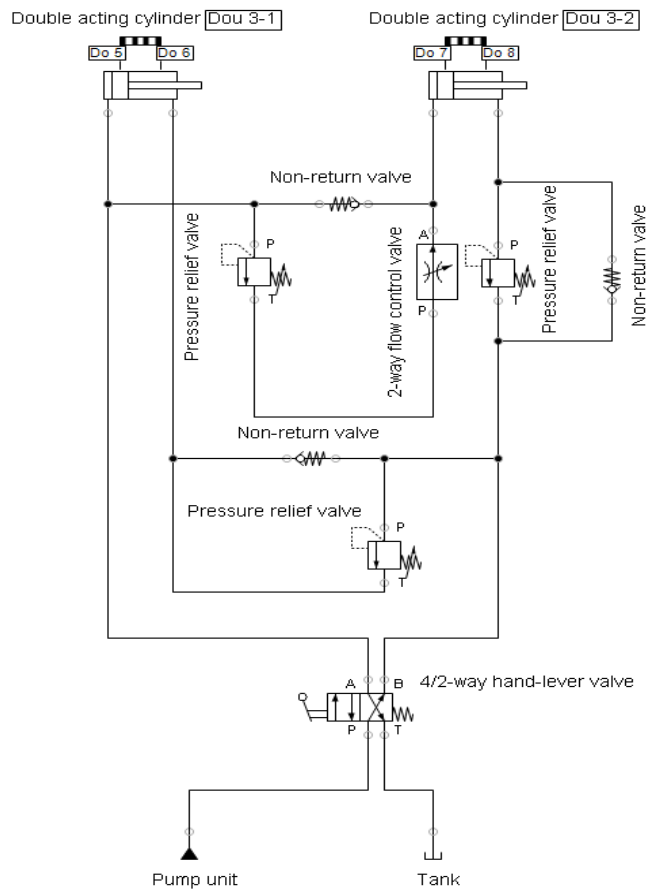 Double acting cylinder Dou 3-1
Double acting cylinder Dou 3-2
Do 5 Do 6
Do 7 Do 8
Non-return valve
Pressure relief valve
P
T
A
2-way flow control valve
P
P
T
Pressure relief valve
Non-return valve
Non-return valve
Pressure relief valve
P
T
A B
4/2-way hand-lever valve
P T
Pump unit
Tank